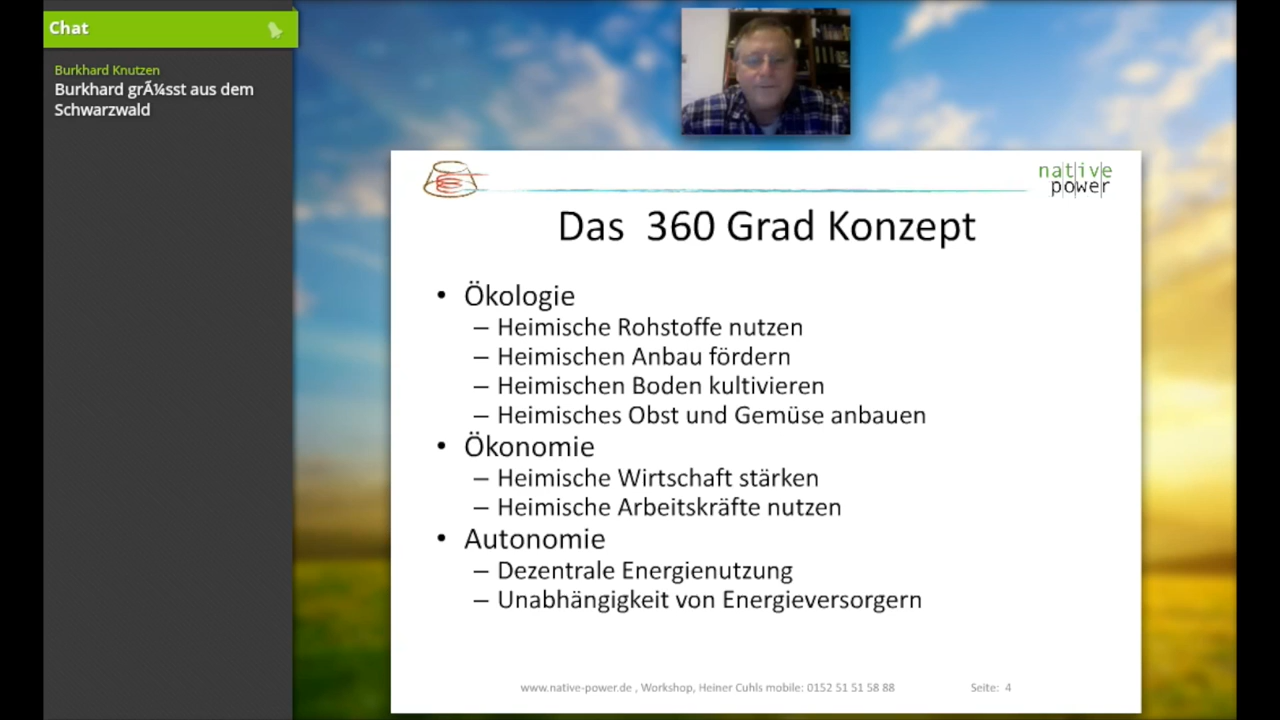 Chat
Burkhard Knutzen
Burkhard grÃ¼sst aus dem
Schwarzwald
native
power
Das 360 Grad Konzept
• Ökologie
– Heimische Rohstoffe nutzen
– Heimischen Anbau fördern
– Heimischen Boden kultivieren
– Heimisches Obst und Gemüse anbauen
• Ökonomie
– Heimische Wirtschaft stärken
– Heimische Arbeitskräfte nutzen
• Autonomie
– Dezentrale Energienutzung
– Unabhängigkeit von Energieversorgern
www.native-power.de , Workshop, Heiner Cuhls mobile: 0152 51 51 58 88 Seite: 4